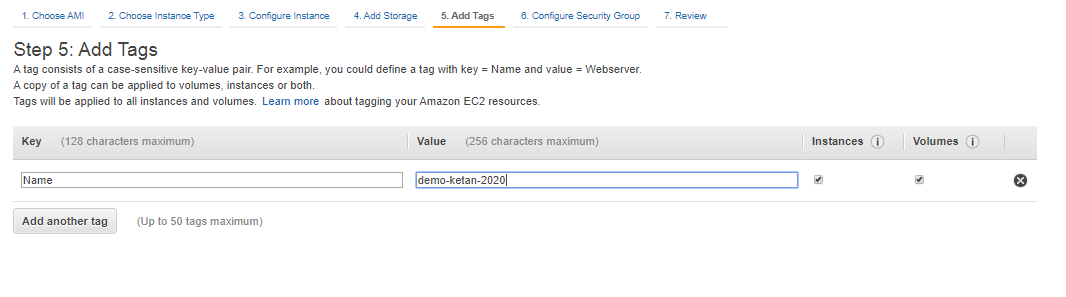 1. Choose AMI 2. Choose Instance Type 3. Configure Instance 4. Add Storage 5. Add Tags 6. Configure Security Group 7. Review
Step 5: Add Tags
A tag consists of a case-sensitive key-value pair. For example, you could define a tag with key = Name and value = Webserver.
A copy of a tag can be applied to volumes, instances or both.
Tags will be applied to all instances and volumes. Learn more about tagging your Amazon EC2 resources.
Key (128 characters maximum) Value (256 characters maximum) Instances i Volumes i
Name demo-ketan-2020
Add another tag (Up to 50 tags maximum)